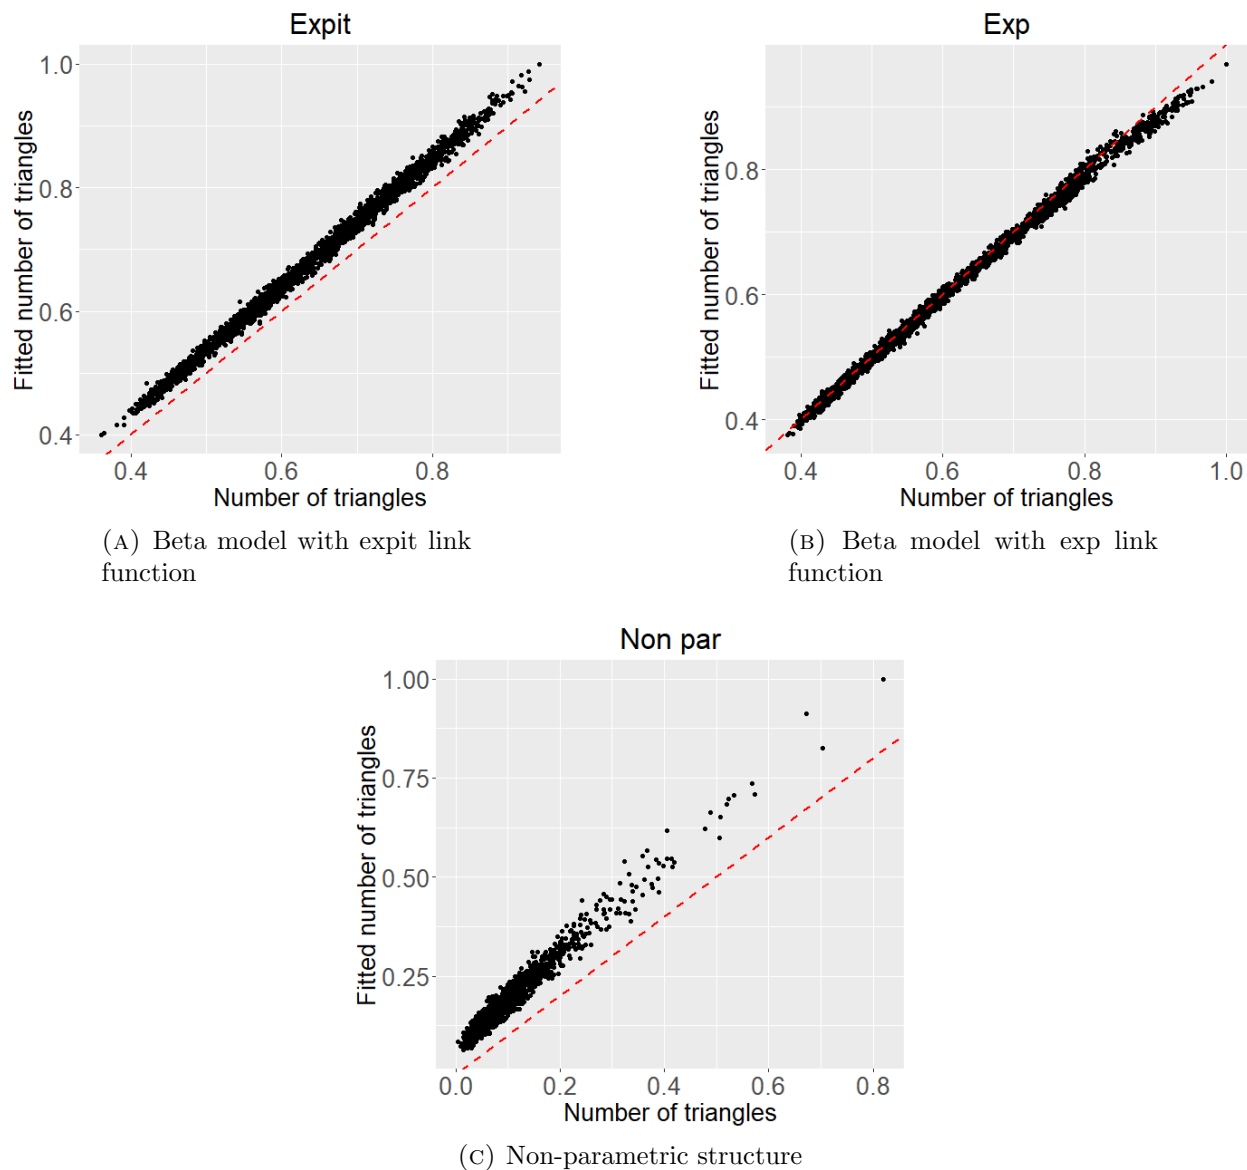 Expit
Fitted number of triangles
1.0
0.8
0.6
0.4
0.4 0.6 0.8
Number of triangles
(A) Beta model with expit link
function
Exp
Fitted number of triangles
0.8
0.6
0.4
0.4 0.6 0.8 1.0
Number of triangles
(B) Beta model with exp link
function
Non par
Fitted number of triangles
1.00
0.75
0.50
0.25
0.0 0.2 0.4 0.6 0.8
Number of triangles
(C) Non-parametric structure